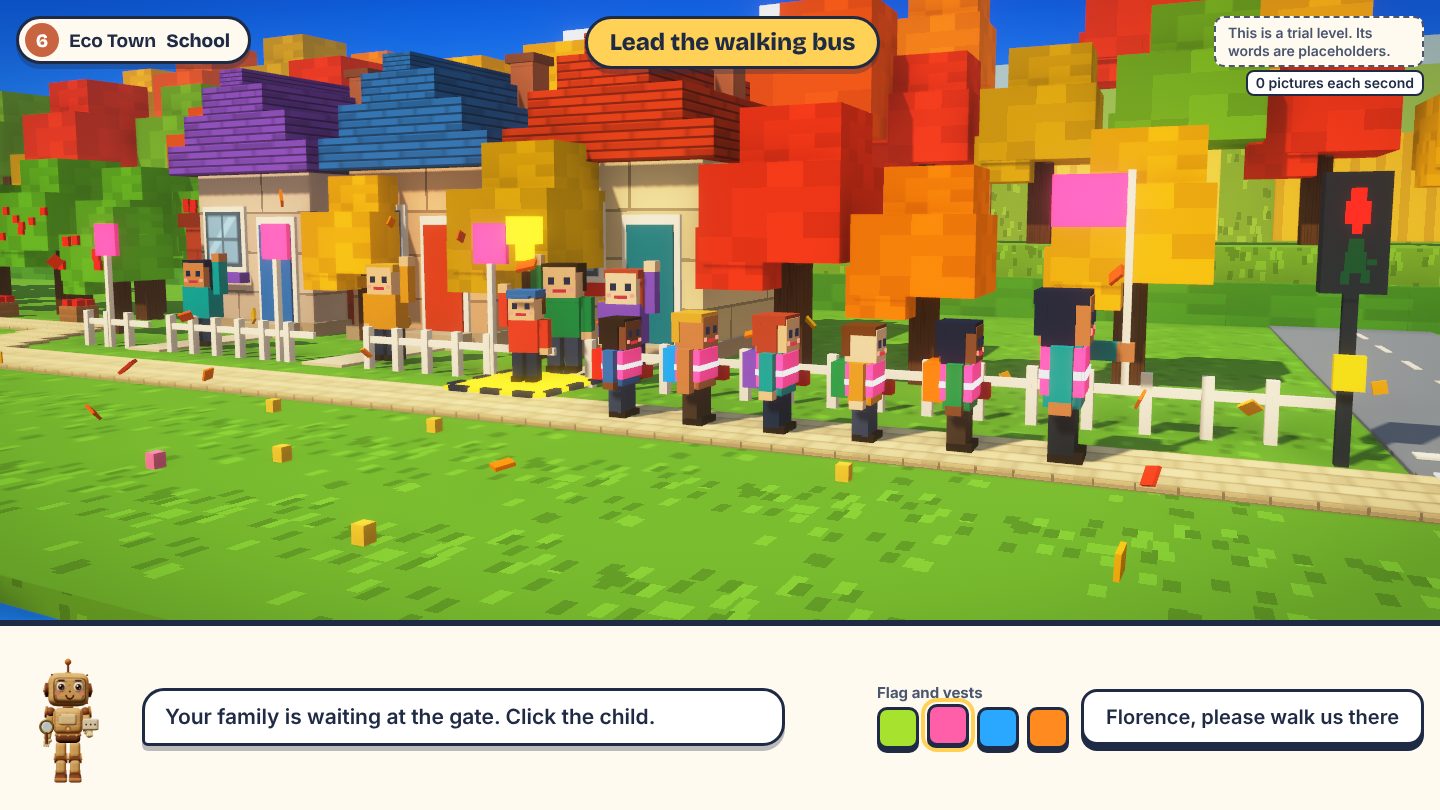 6 Eco Town School
Lead the walking bus
This is a trial level. Its
words are placeholders.
0 pictures each second
Your family is waiting at the gate. Click the child.
Flag and vests
Florence, please walk us there